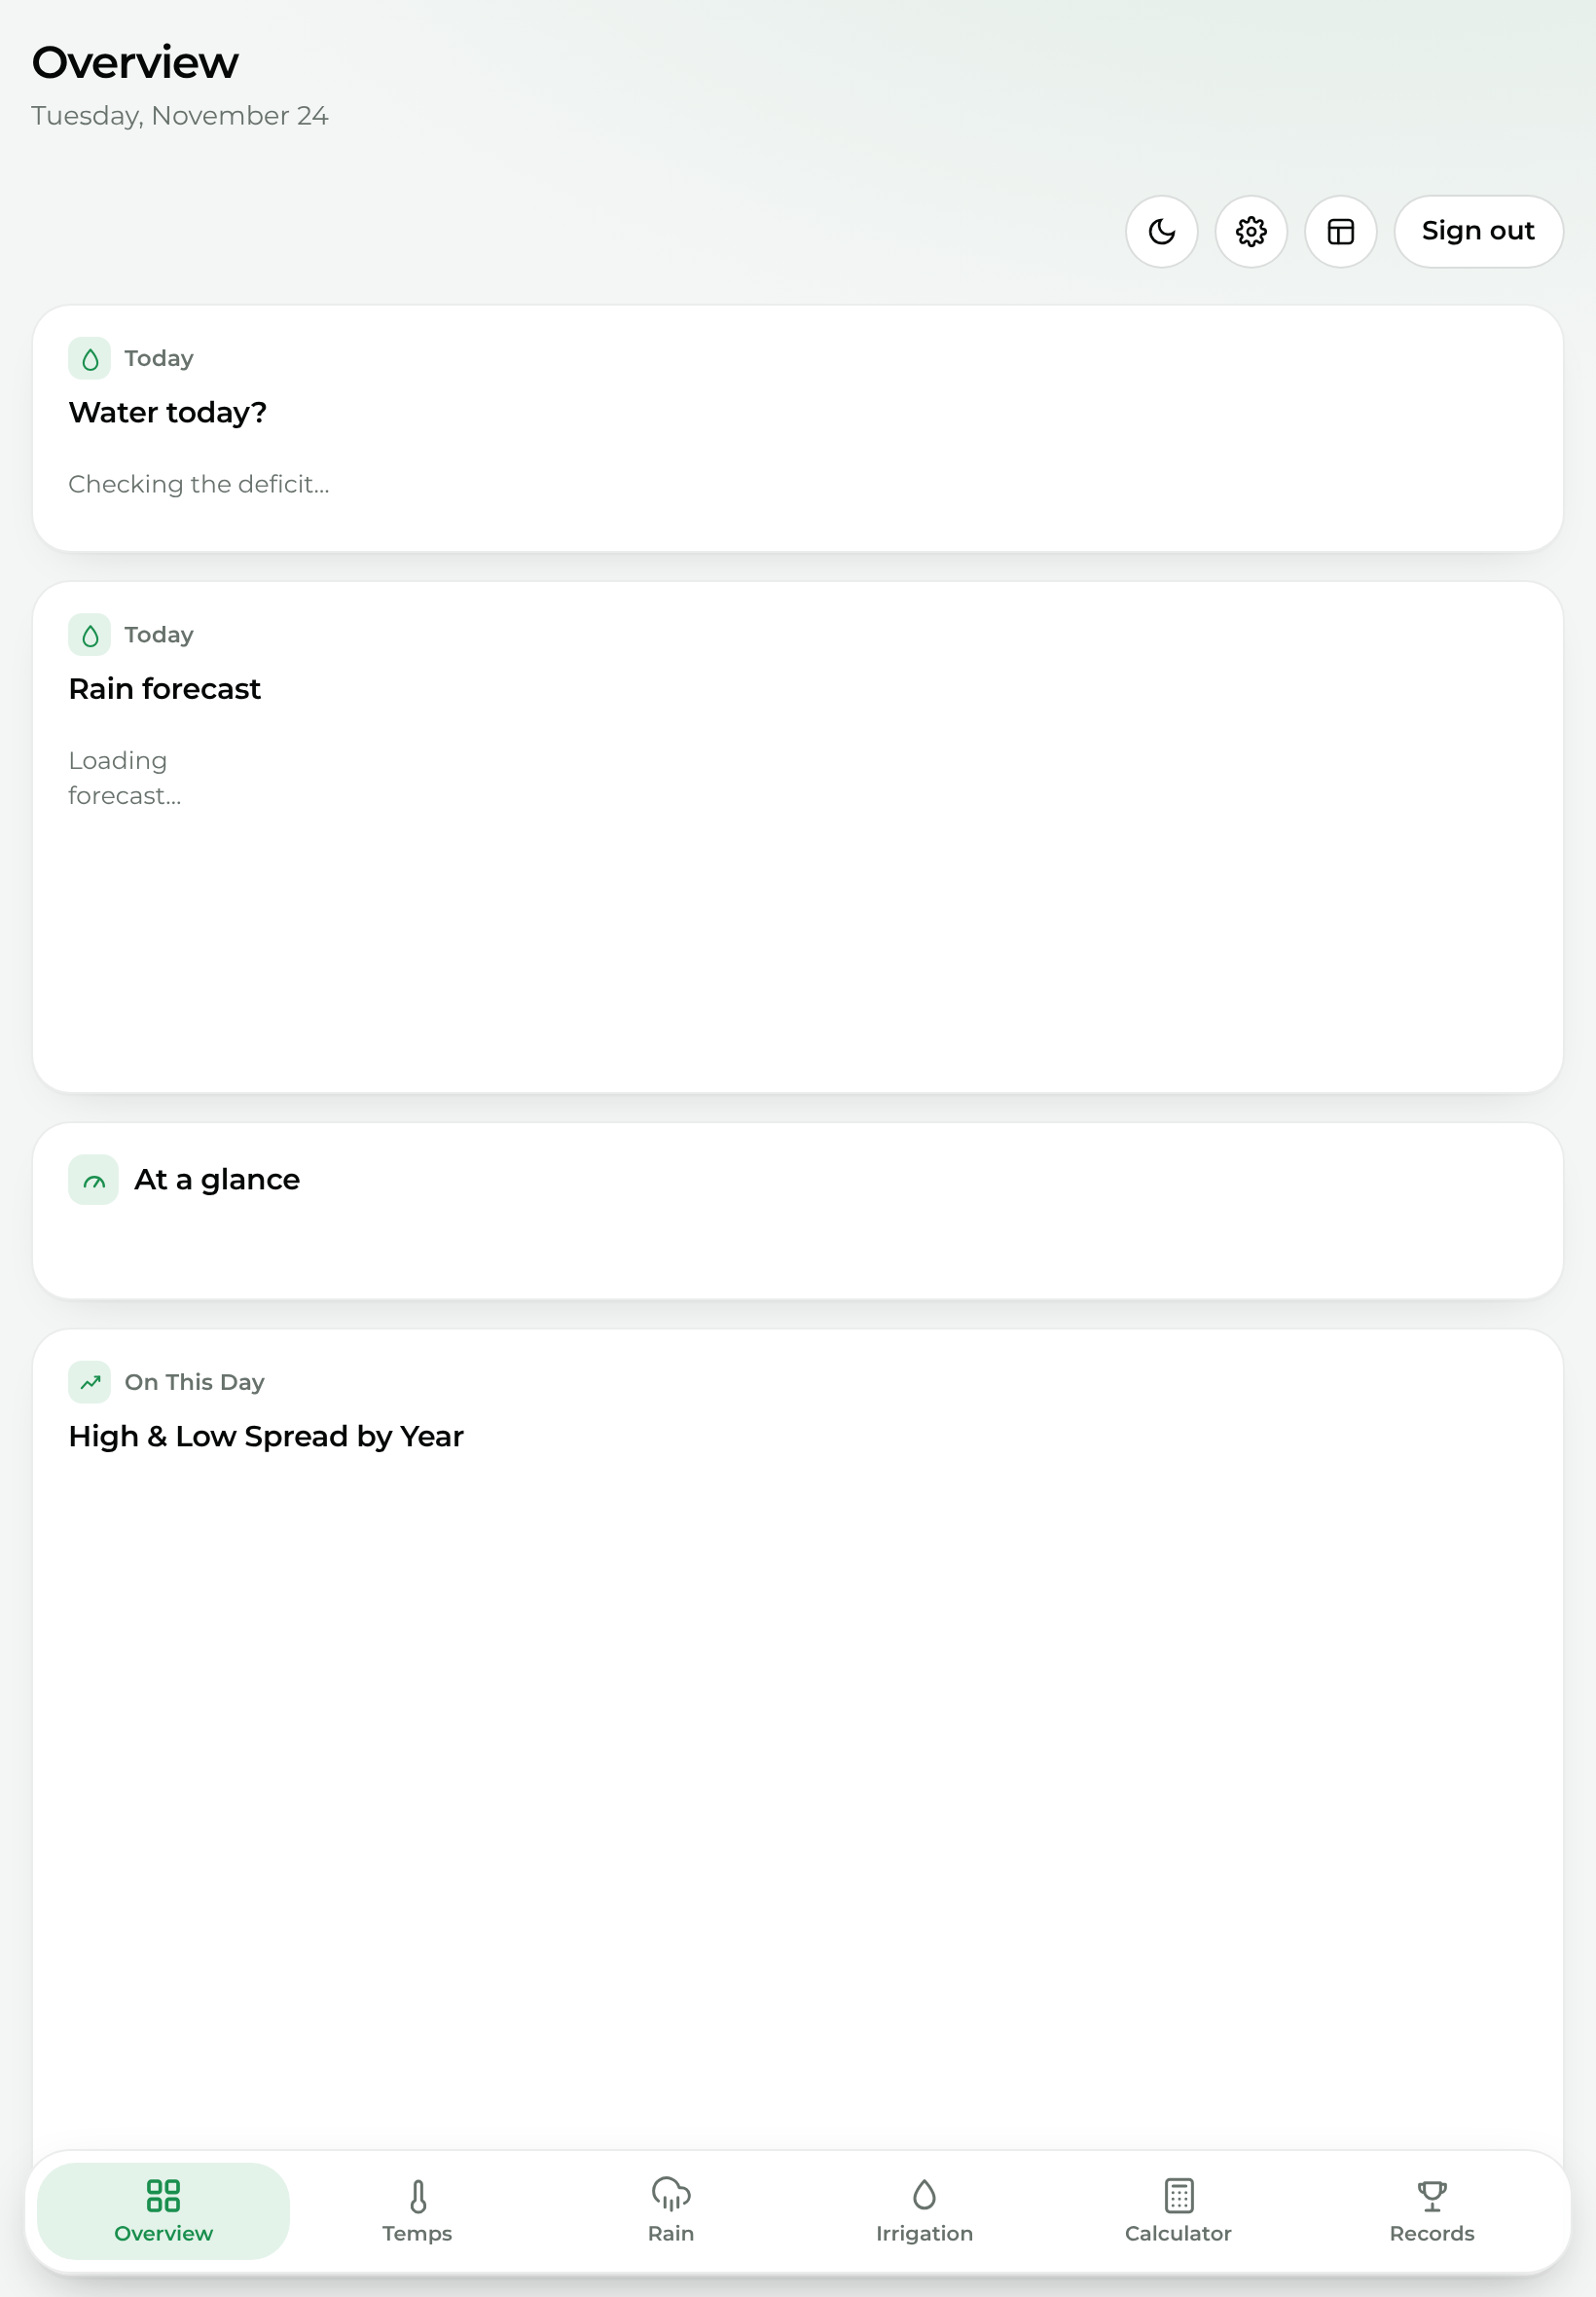 Overview
Tuesday, November 24
Sign out
Today
Water today?
Checking the deficit...
Today
Rain forecast
Loading
forecast...
At a glance
On This Day
High & Low Spread by Year
Overview
Temps
Rain
Irrigation
Calculator
Records